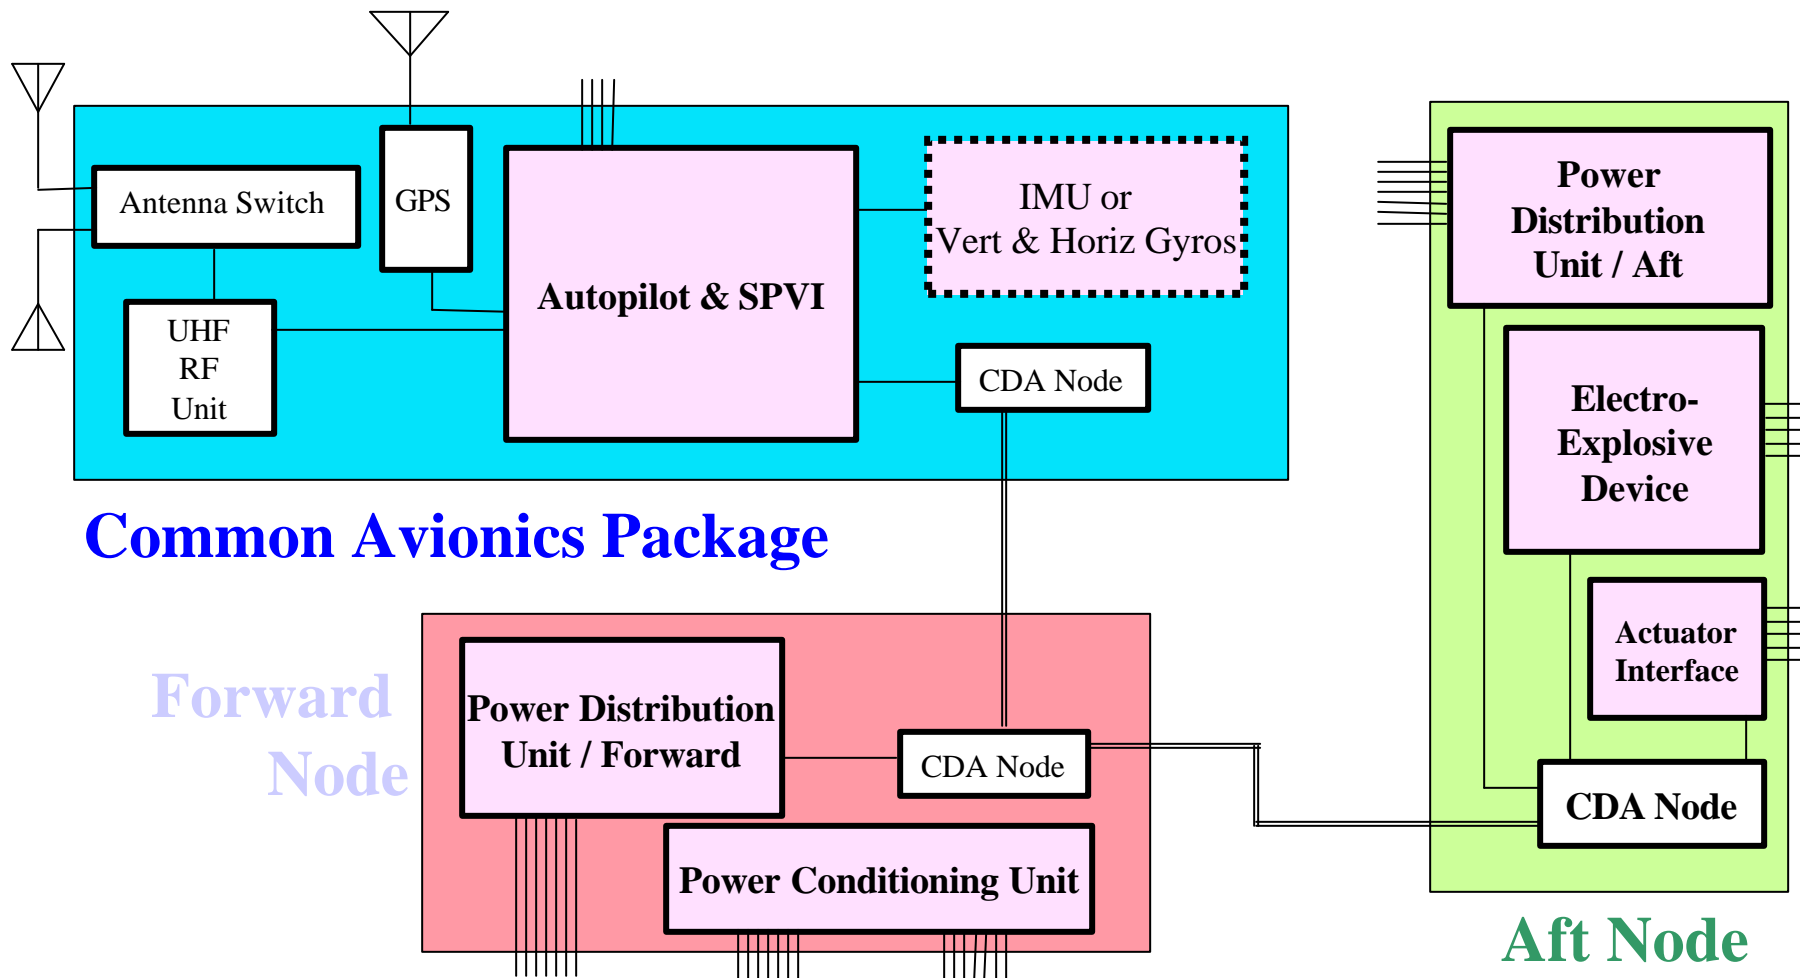 Antenna Switch
GPS
UHF
RF
Unit
Autopilot & SPVI
IMU or
Vert & Horiz Gyros
CDA Node
Common Avionics Package
Forward
Node
Power Distribution
Unit / Forward
CDA Node
Power Conditioning Unit
Power
Distribution
Unit / Aft
Electro-
Explosive
Device
Actuator
Interface
CDA Node
Aft Node